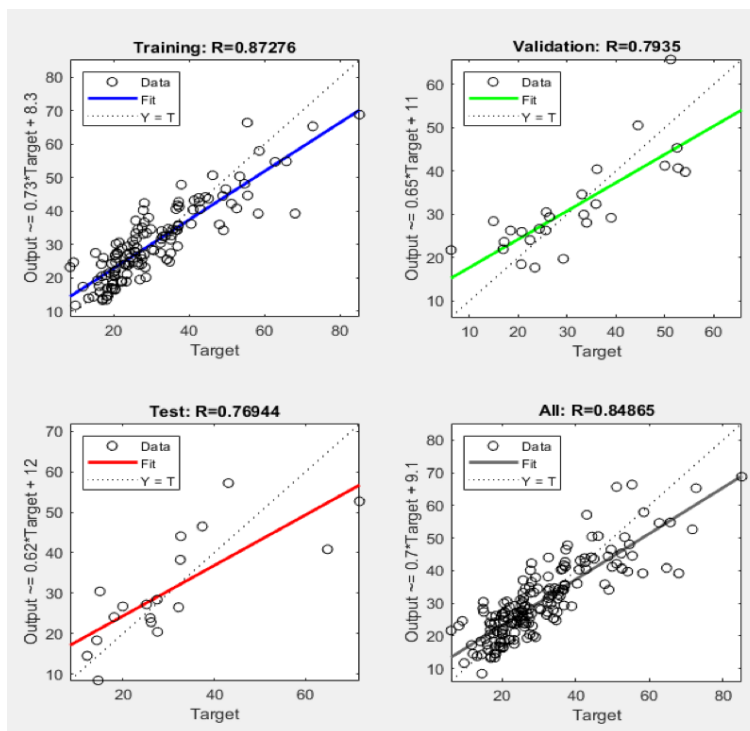 Training: R=0.87276
Output ~= 0.73*Target + 8.3
80
70
60
50
40
30
20
10
Data
Fit
Y = T
20
40
60
80
Target
Validation: R=0.7935
Output ~= 0.65*Target + 11
60
50
40
30
20
10
Data
Fit
Y = T
10
20
30
40
50
60
Target
Test: R=0.76944
Output ~= 0.62*Target + 12
70
60
50
40
30
20
10
Data
Fit
Y = T
20
40
60
Target
All: R=0.84865
Output ~= 0.7*Target + 9.1
80
70
60
50
40
30
20
10
Data
Fit
Y = T
20
40
60
80
Target